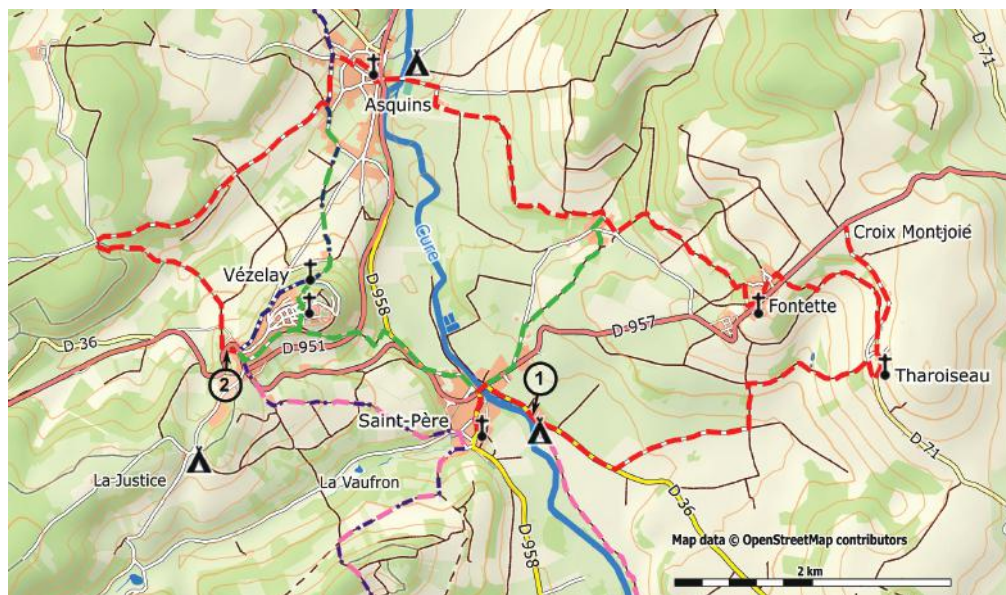 D-71
Asquins
Cure
Croix Montjoie
Vézelay
D-958
Fontette
D-957
D-36
D-951
2
1
Tharoiseau
Saint-Père
D-71
La Justice
La Vaufron
D-36
D-958
Map data © OpenStreetMap contributors
2 km